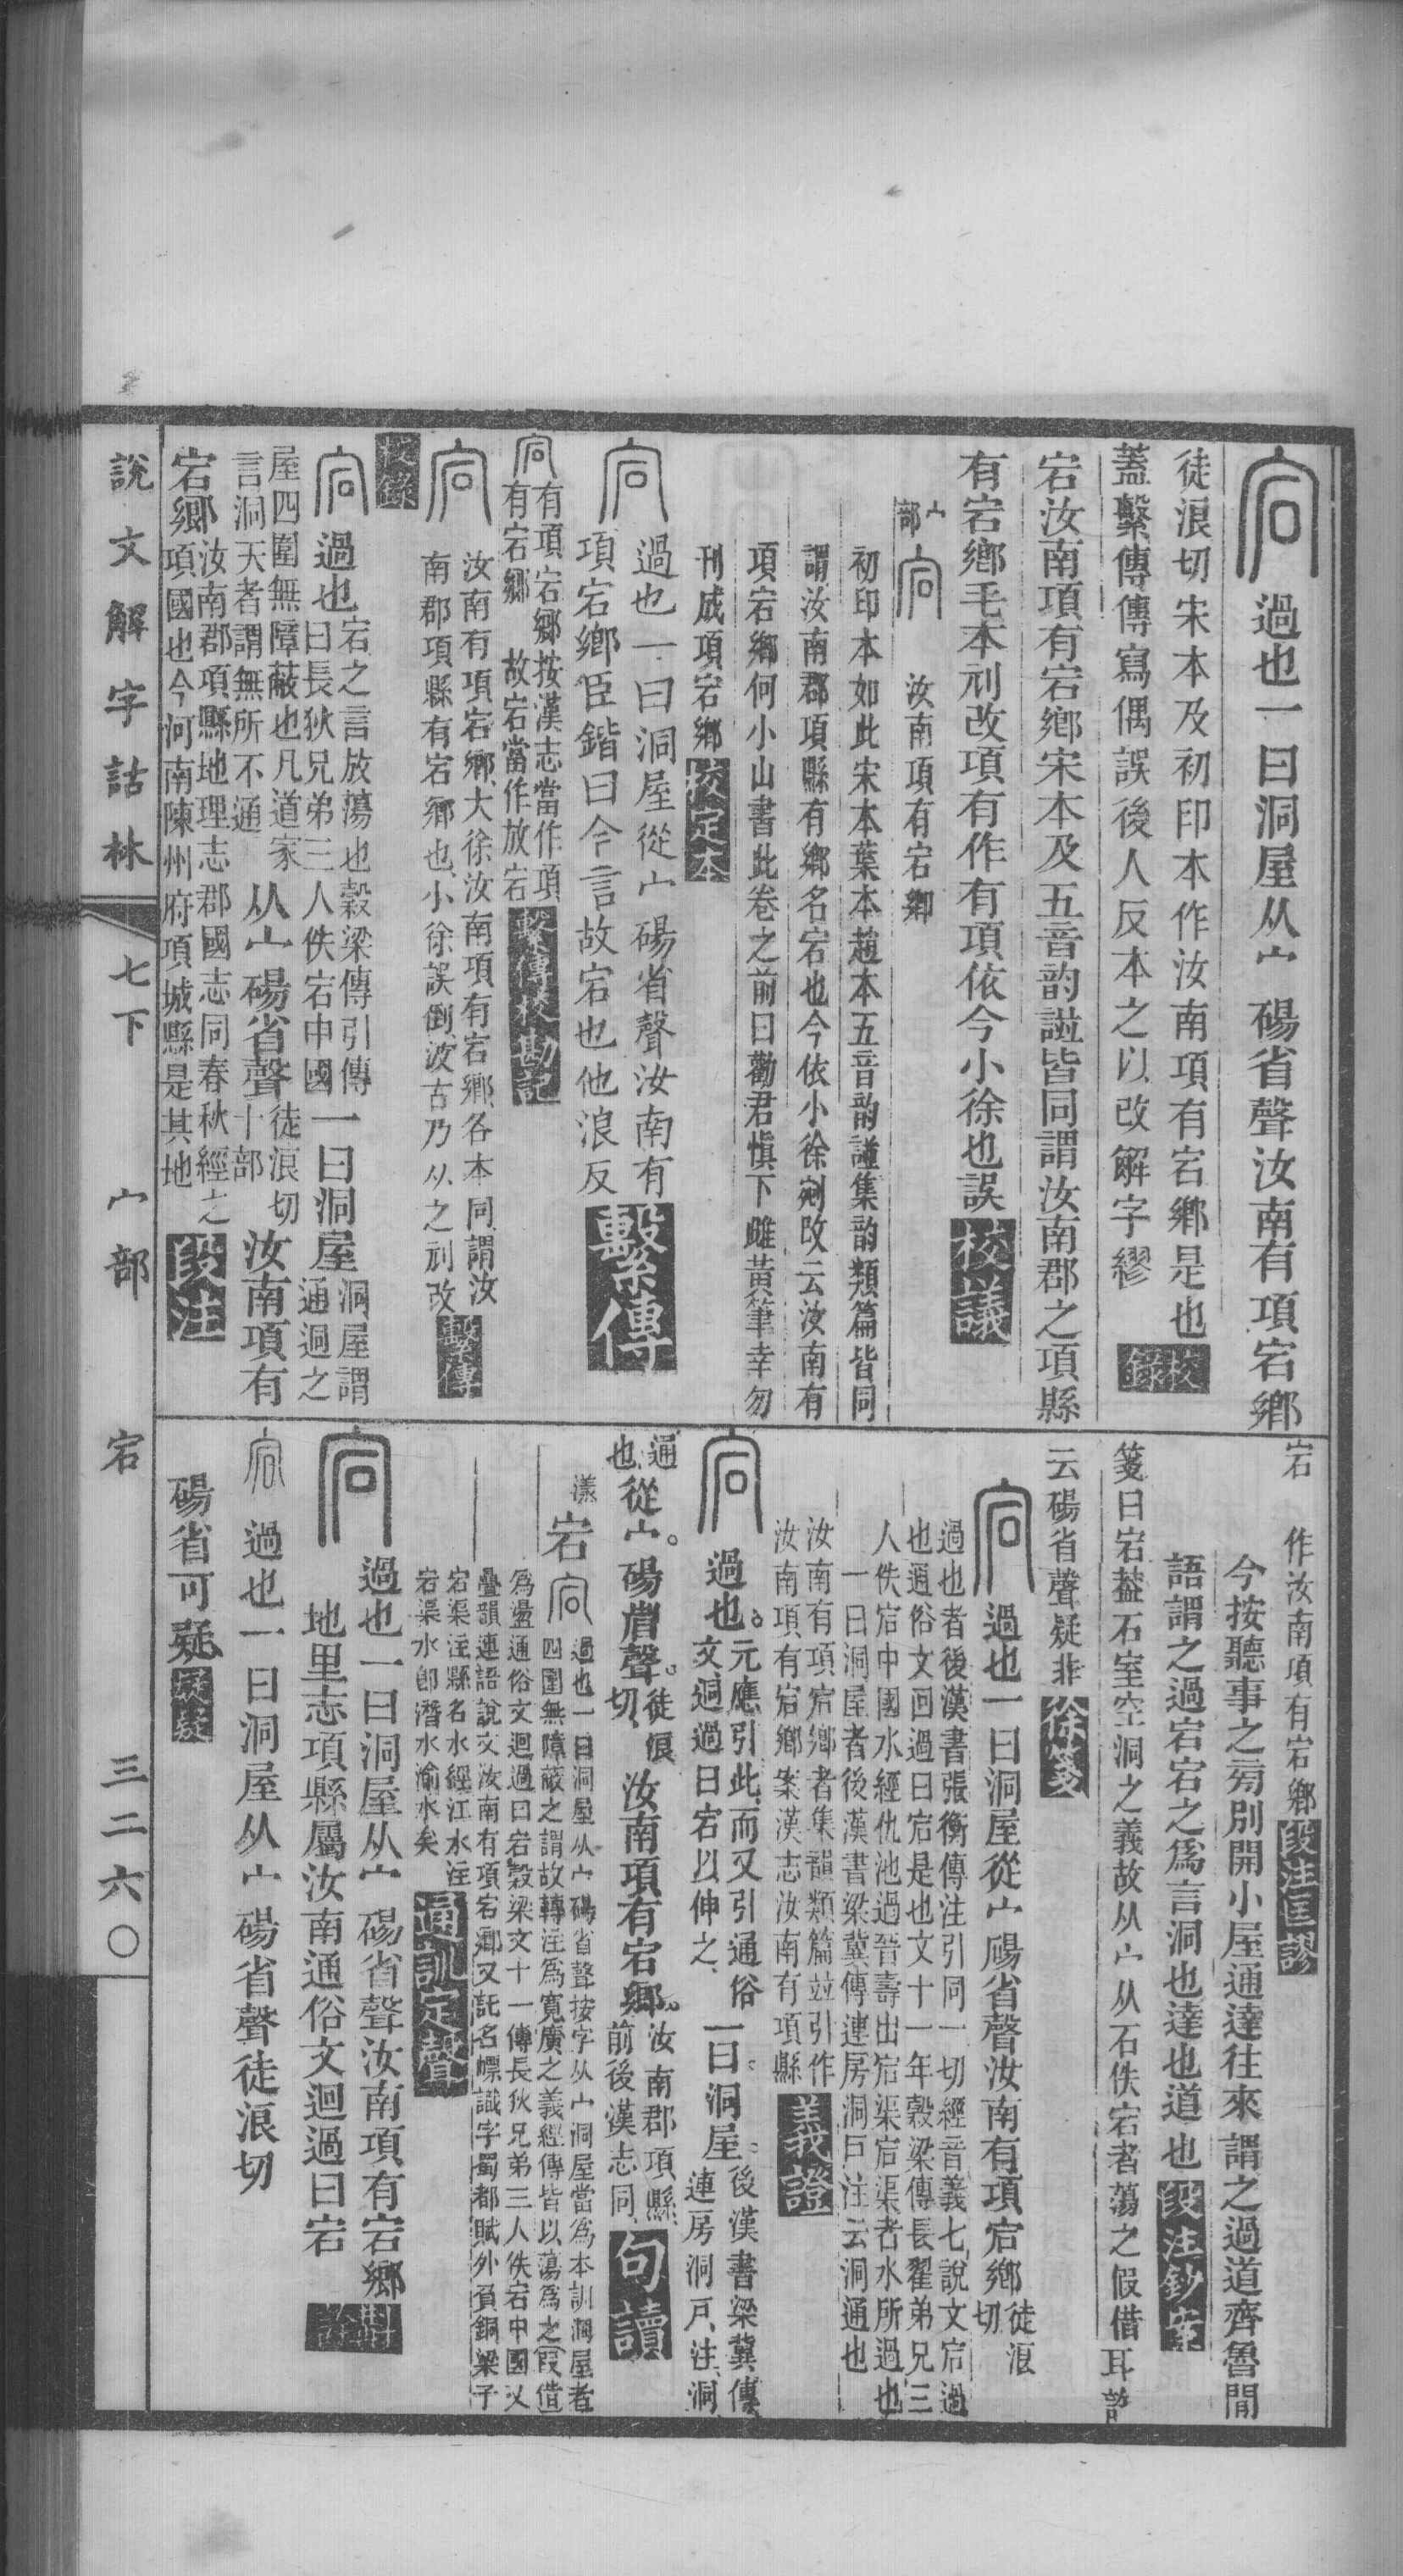 宕 過也一曰洞屋从宀碭省聲汝南有項宕鄉
徒浪切宋本及初印本作汝南項有宕鄉是也
蓋繫傳傳寫偶誤後人反本之以改解字繆 校錄
宕汝南項有宕鄉宋本及五音韵譜皆同謂汝南郡之項縣
有宕鄉毛本刓改項有作有項依今小徐也誤 校議
宀部 宕 汝南項有宕鄉
初印本如此宋本葉本趙本五音韵譜集韵類篇皆同
謂汝南郡項縣有鄉名宕也今依小徐剜改云汝南有
項宕鄉何小山書此卷之前曰勸君慎下雌黃筆幸勿
刊成項宕鄉 汲定本
宕 過也一曰洞屋從宀碭省聲汝南有
項宕鄉臣鍇曰今言故宕也他浪反 繫傳
宕 有項宕鄉按漢志當作項
有宕鄉 故宕當作放宕 繫傳校勘記
宕 汝南有項宕鄉大徐汝南項有宕鄉各本同謂汝
南郡項縣有宕鄉也小徐誤倒汲古乃从之刓改 繫傳
校錄
宕 過也 宕之言放蕩也穀梁傳引傳
曰長狄兄弟三人佚宕中國 一曰洞屋 洞屋謂
通迵之
屋四圍無障蔽也凡道家
言洞天者謂無所不通 从宀碭省聲 徒浪切
十部 汝南項有
宕鄉 汝南郡項縣地理志郡國志同春秋經之
項國也今河南陳州府項城縣是其地 段注
說文解字詁林 七下 宀部 宕 三二六〇
宕 作汝南項有宕鄉 段注匡謬
今按聽事之旁別開小屋通達往來謂之過道齊魯閒
語謂之過宕宕之爲言洞也達也道也 段注鈔案
箋曰宕葢石室空洞之義故从宀从石佚宕者蕩之假借耳許
云碭省聲疑非 徐箋
宕 過也一曰洞屋從宀碭省聲汝南有項宕鄉 徒浪
切
過也者後漢書張衡傳注引同一切經音義七說文宕過
也通俗文回過曰宕是也文十一年穀梁傳長翟弟兄三
人佚宕中國水經仇池過晉壽出宕渠宕渠者水所過也
一曰洞屋者後漢書梁冀傳連房洞戶注云洞通也
汝南有項宕鄉者集韻類篇竝引作
汝南項有宕鄉案漢志汝南有項縣 義證
宕 過也 元應引此而又引通俗
文迵過曰宕以伸之 一曰洞屋 後漢書梁冀傳
連房洞戶注洞
通
也 從宀碭省聲 徒浪
切 汝南項有宕鄉 汝南郡項縣
前後漢志同 句讀
漾 宕 過也一曰洞屋从宀碭省聲按字从宀洞屋當爲本訓洞屋者
四圍無障蔽之謂故轉注爲寬廣之義經傳皆以蕩爲之〔叚借〕
爲盪通俗文迴過曰宕穀梁文十一傳長狄兄弟三人佚宕中國又
疊韻連語說文汝南有項宕鄉又託名幖識字蜀都賦外負銅梁于
宕渠注縣名水經江水注
宕渠水卽潛水渝水矣 通訓定聲
宕 過也一曰洞屋从宀碭省聲汝南項有宕鄉
地里志項縣屬汝南通俗文迴過曰宕
宕 過也一曰洞屋从宀碭省聲徒浪切
碭省可疑